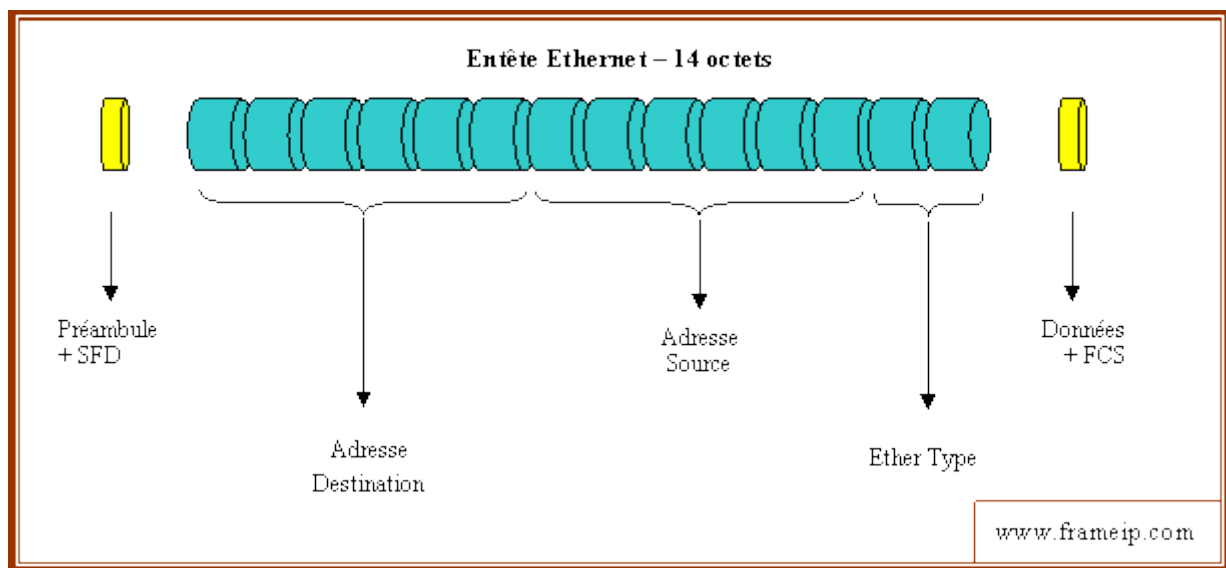 Entête Ethernet – 14 octets
Préambule
+ SFD
Adresse
Destination
Adresse
Source
Ether Type
Données
+ FCS
www.frameip.com